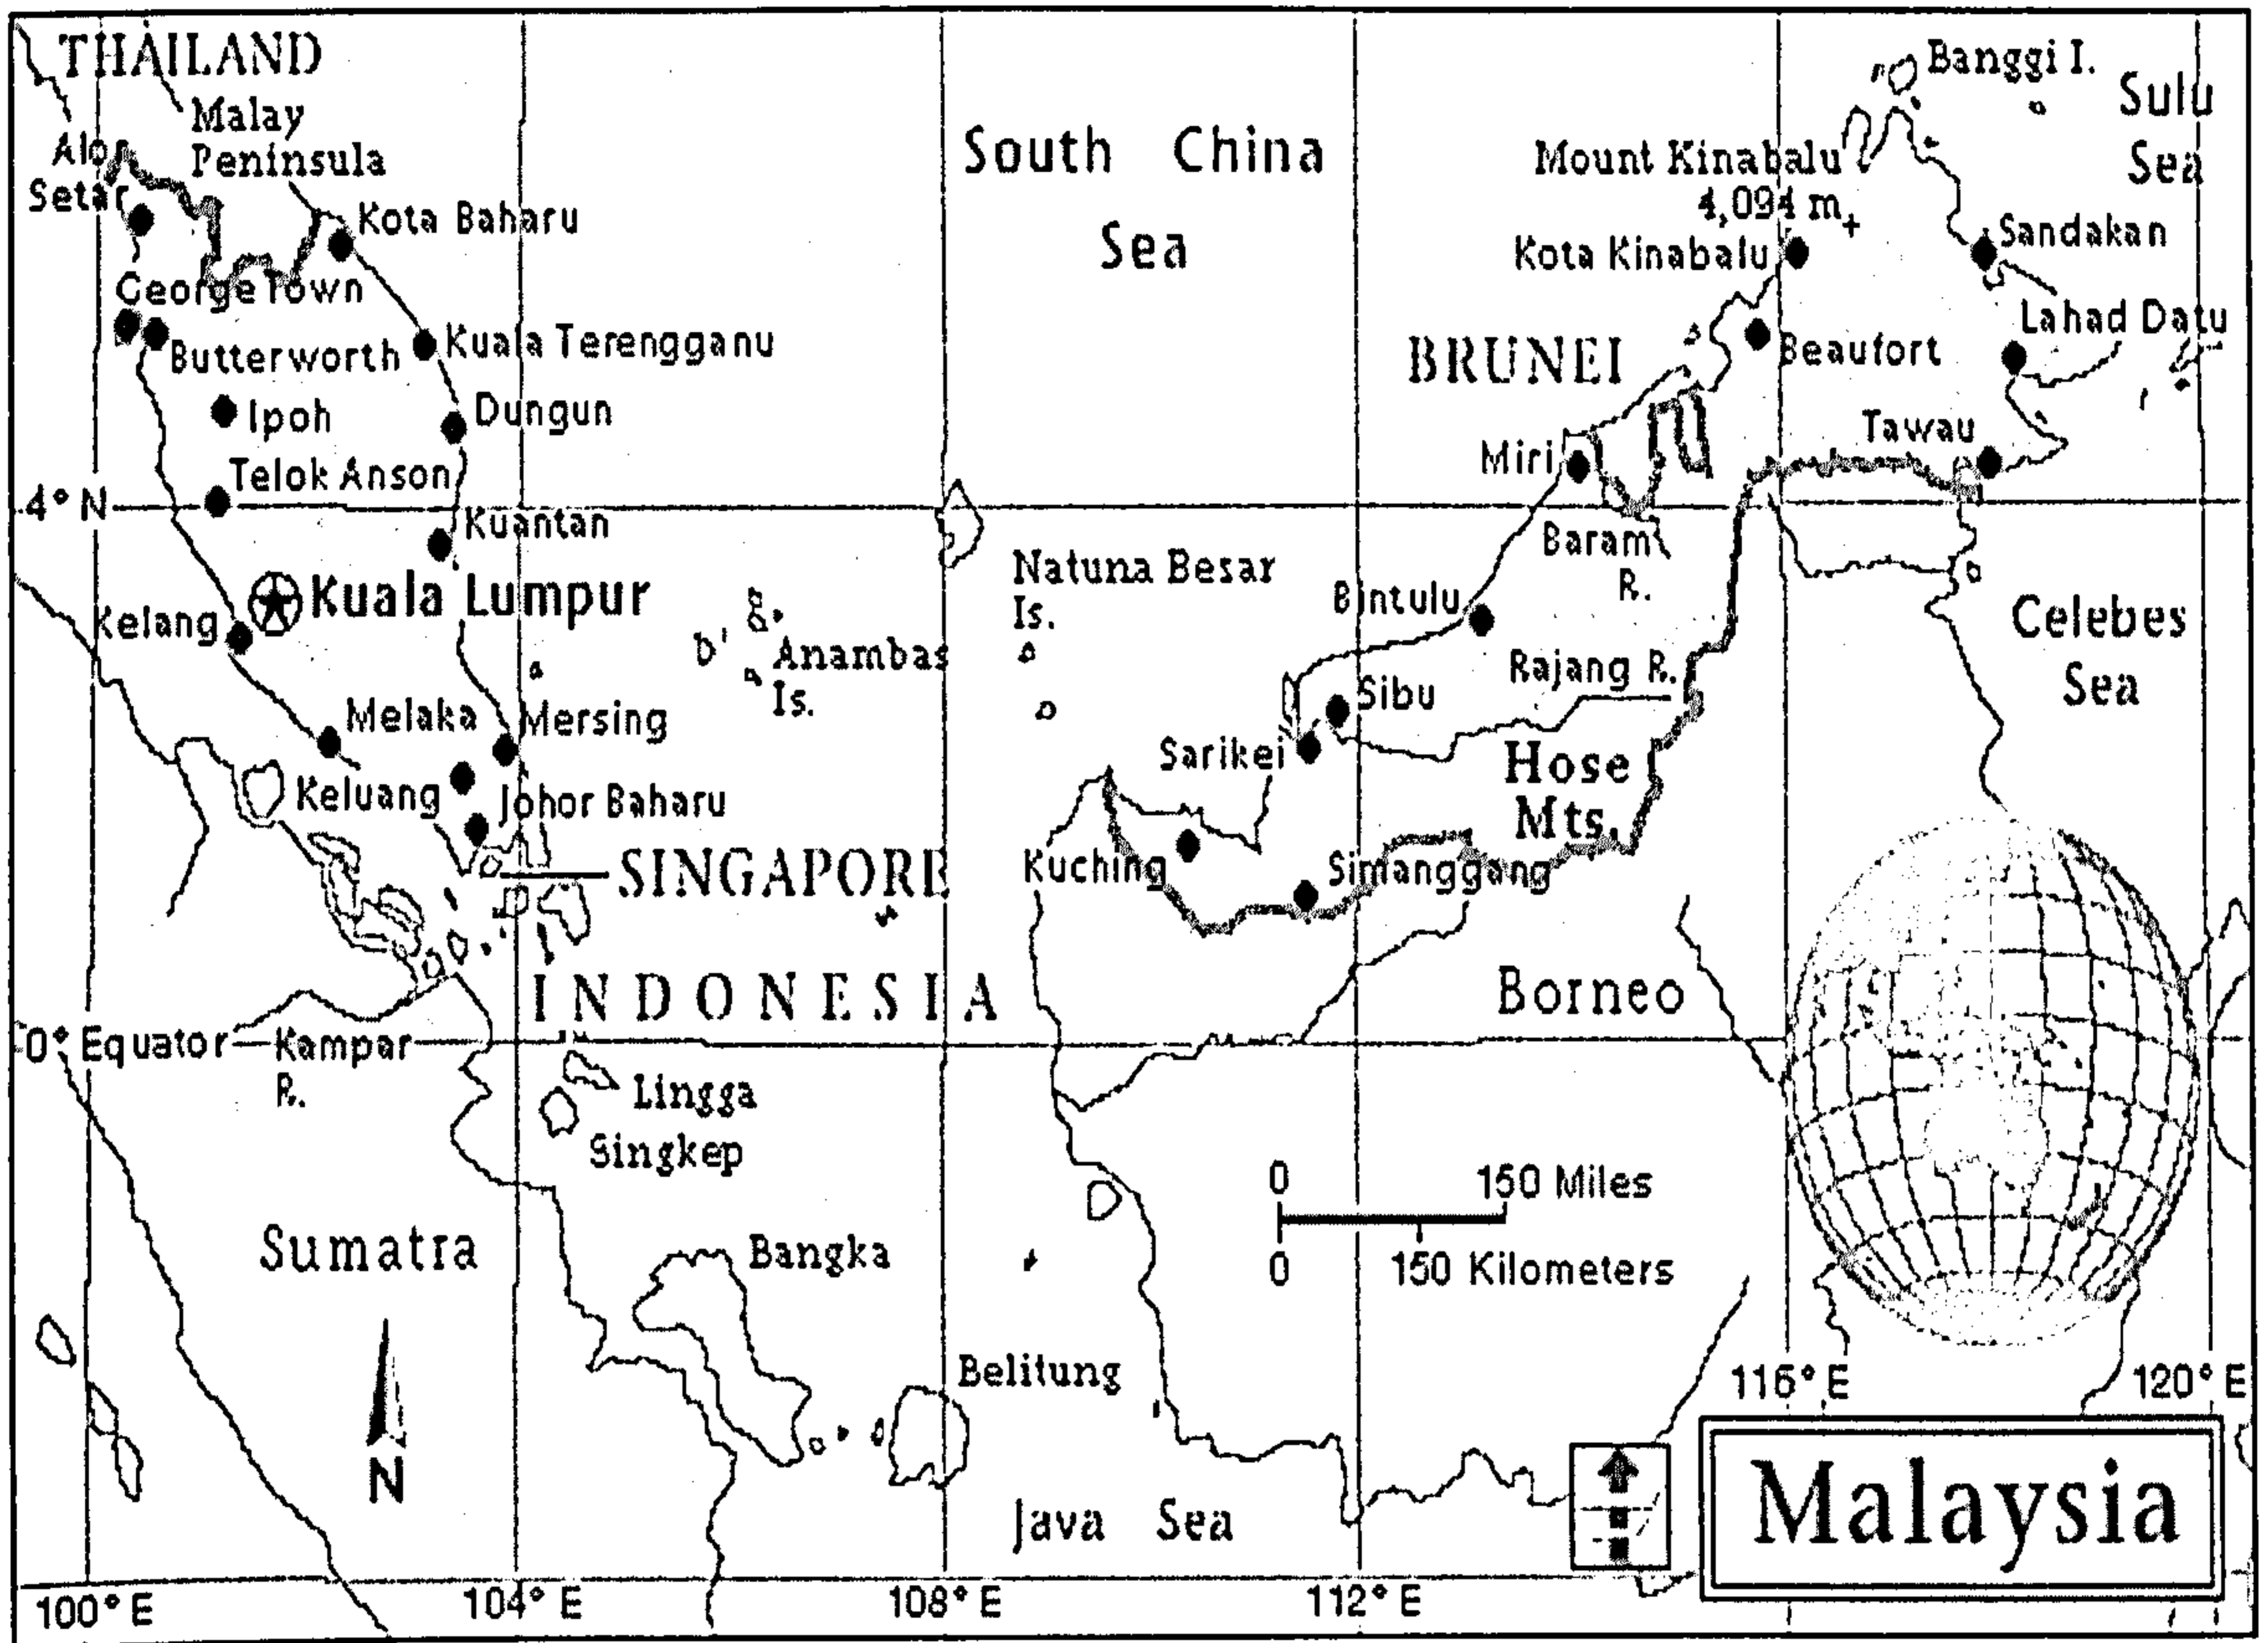 THAILAND
Malay
Peninsula
Alor
Setar
Kota Baharu
GeorgeTown
Butterworth
Kuala Terengganu
Ipoh
Dungun
Telok Anson
4° N
Kuantan
Kuala Lumpur
Kelang
Melaka
Mersing
Keluang
Johor Baharu
SINGAPORE
South China
Sea
Natuna Besar
Is.
Anambas
Is.
Banggi I.
Sulu
Sea
Mount Kinabalu
4,094 m
Kota Kinabalu
Sandakan
Lahad Datu
BRUNEI
Beaufort
Tawau
Miri
Baram
R.
Bintulu
Celebes
Sea
Rajang R.
Sibu
Sarikei
Hose
Mts.
Kuching
Simanggang
INDONESIA
Borneo
0° Equator
Kampar
R.
Lingga
Singkep
0 150 Miles
0 150 Kilometers
Sumatra
Bangka
Belitung
N
Java Sea
116° E
120° E
Malaysia
100° E
104° E
108° E
112° E